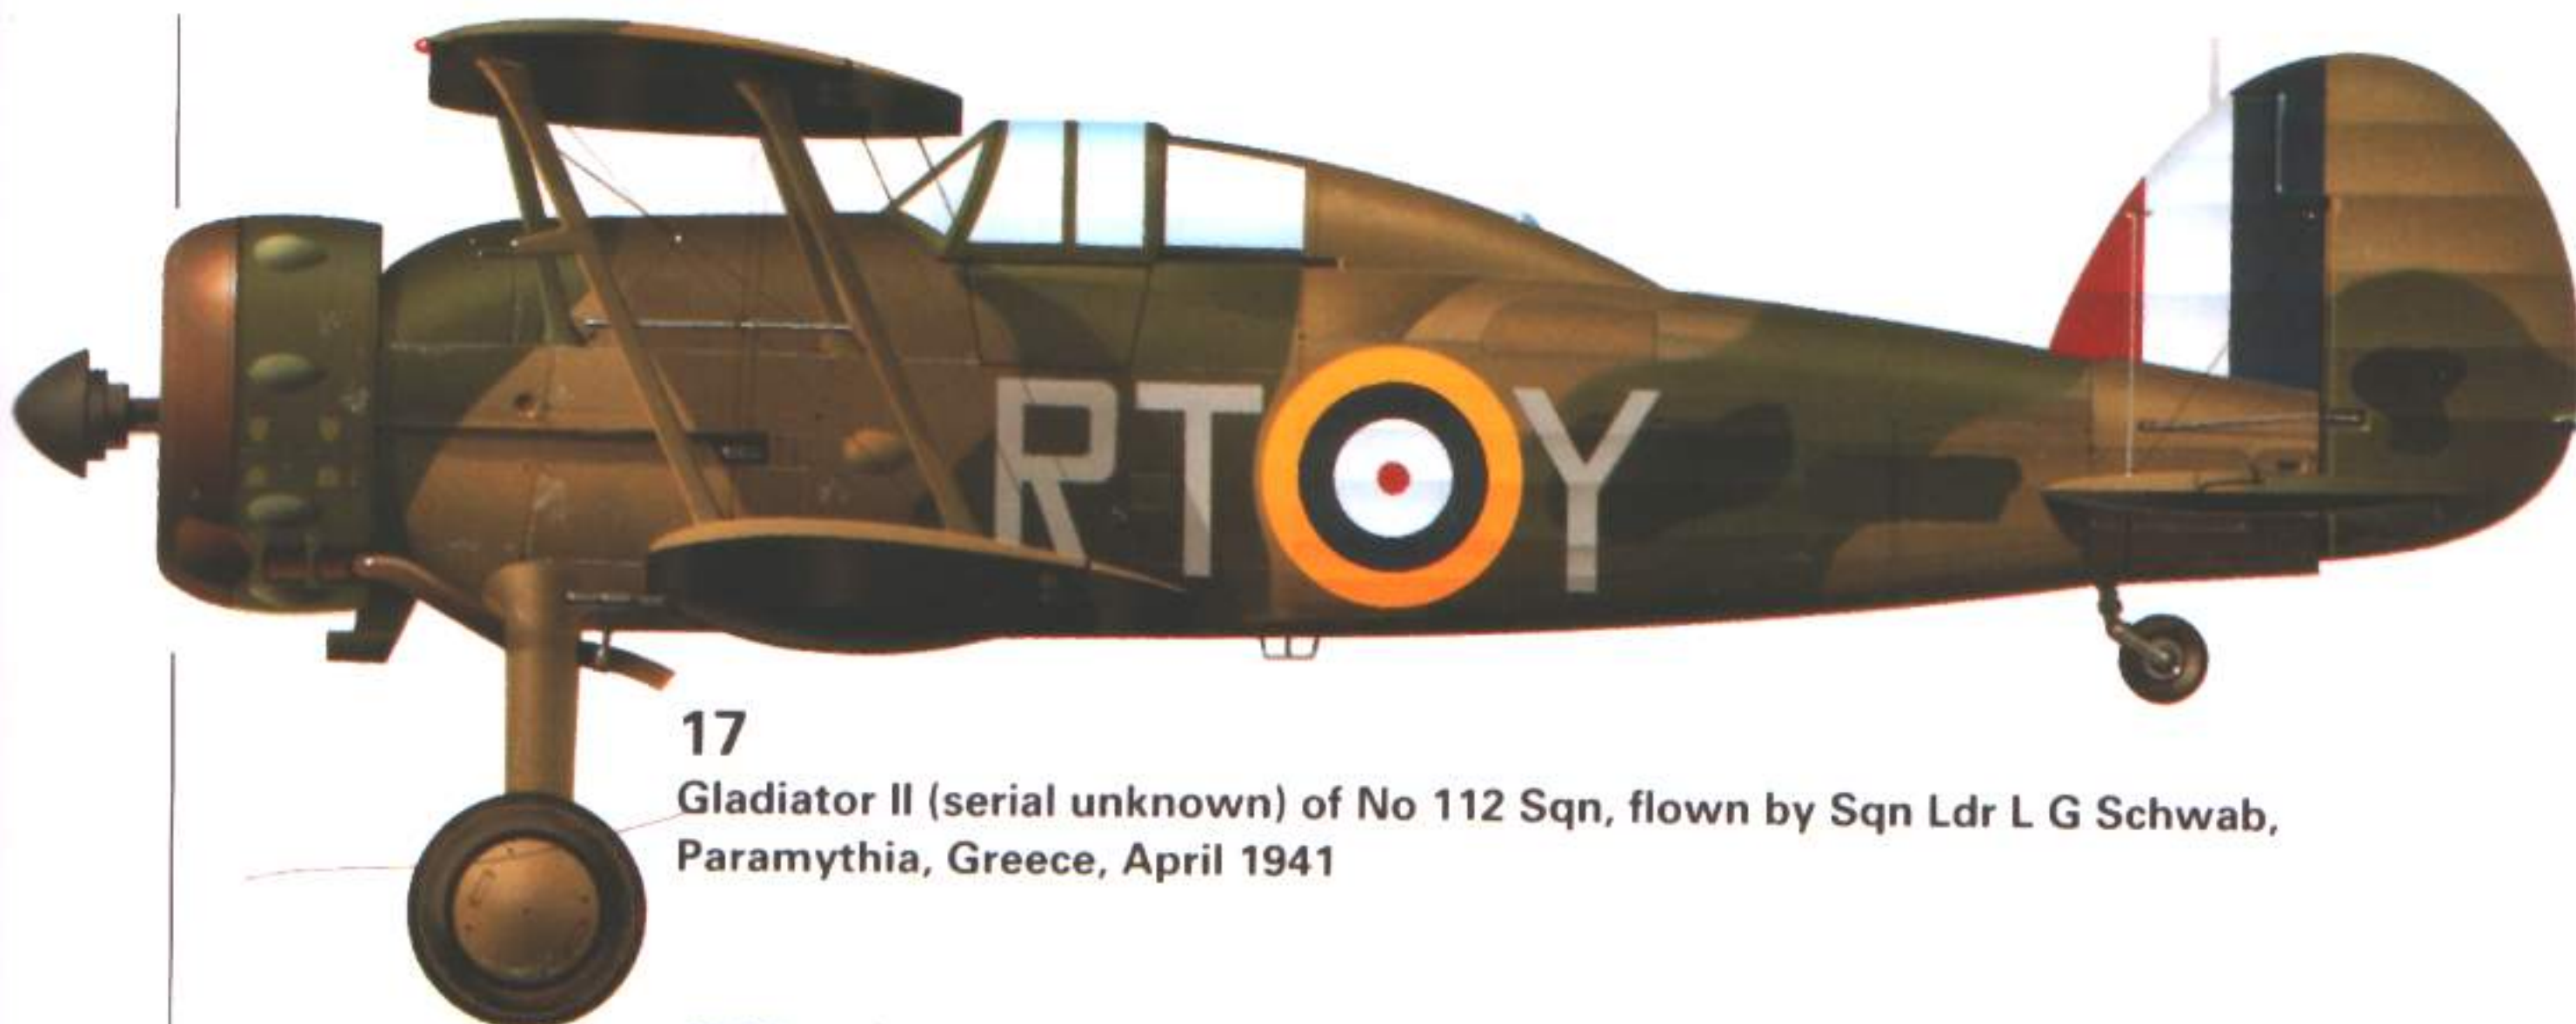 RT Y
17
Gladiator II (serial unknown) of No 112 Sqn, flown by Sqn Ldr L G Schwab,
Paramythia, Greece, April 1941